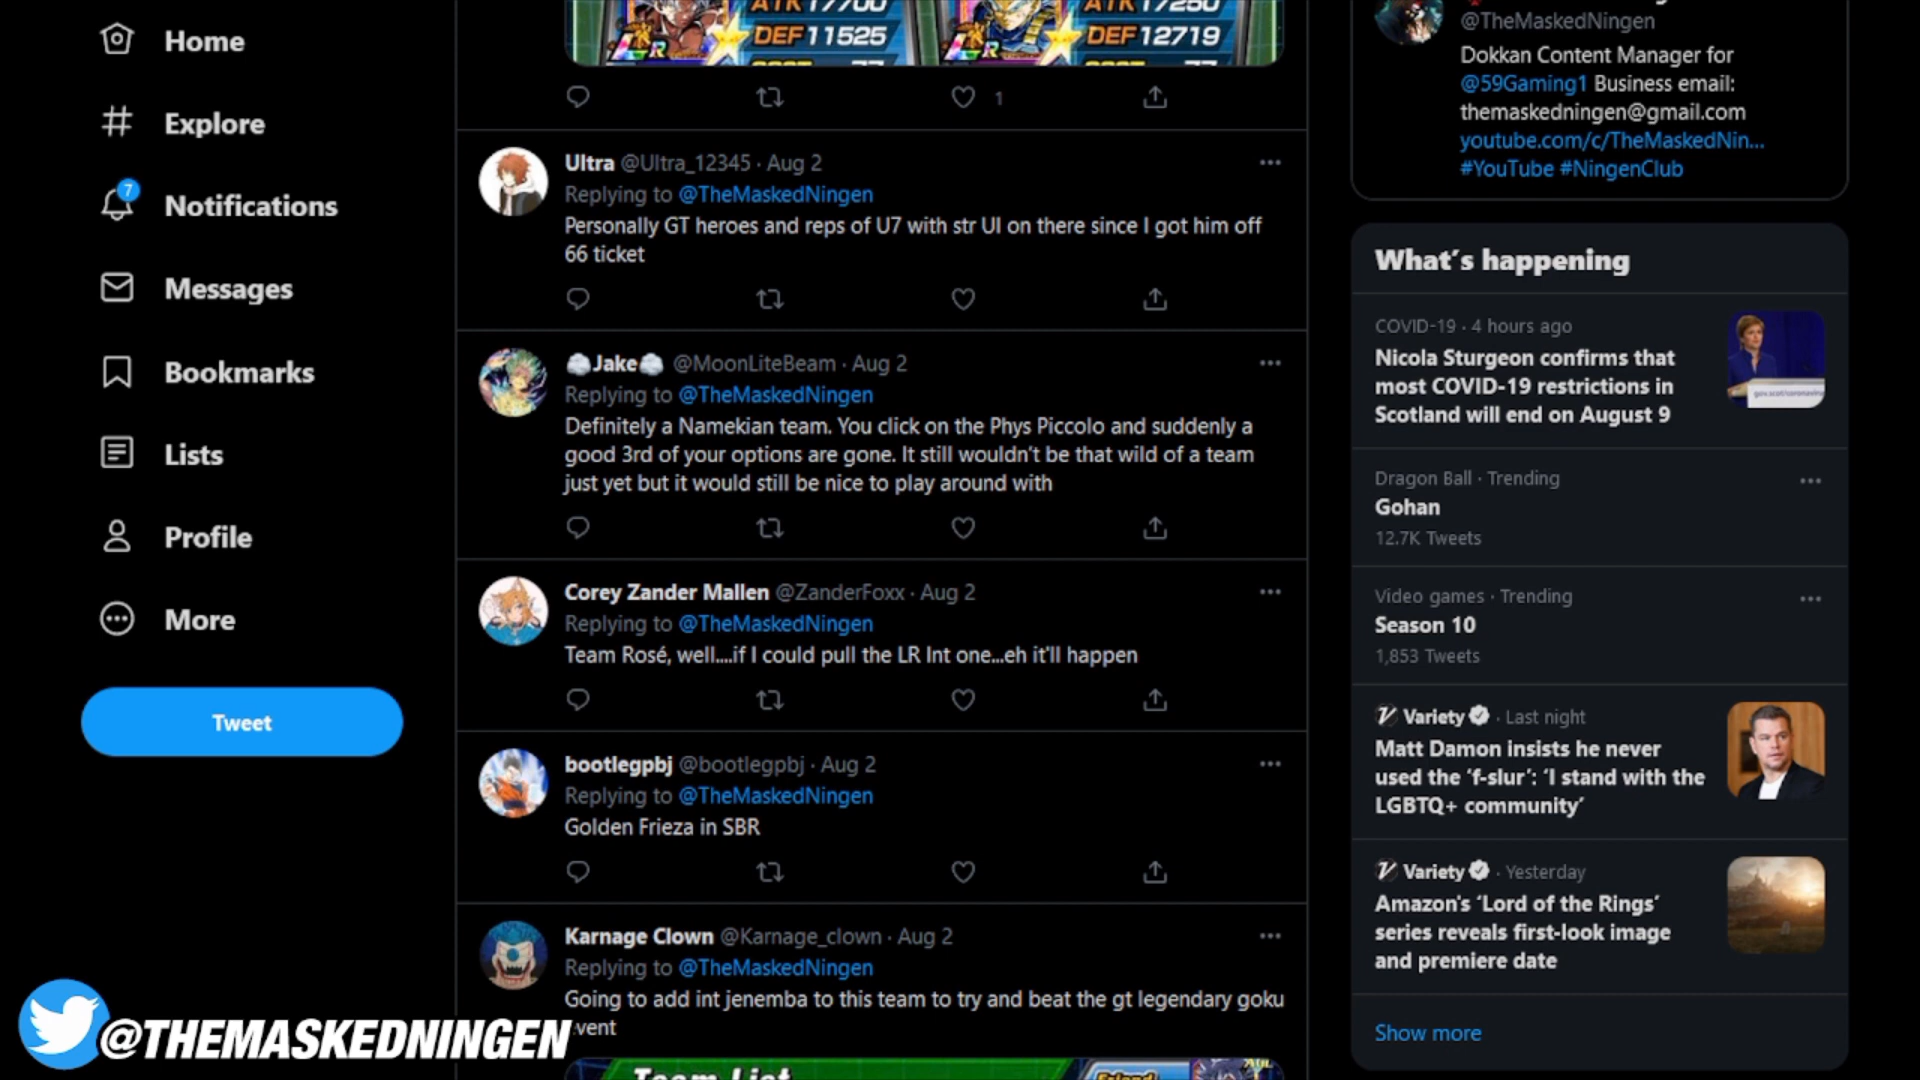 Home
Explore
7
Notifications
Messages
Bookmarks
Lists
Profile
More
Tweet
ATK 17700
DEF 11525
LR
ATK 17250
DEF 12719
LR
1
Ultra @Ultra_12345 · Aug 2
Replying to @TheMaskedNingen
Personally GT heroes and reps of U7 with str UI on there since I got him off
66 ticket
Jake @MoonLiteBeam · Aug 2
Replying to @TheMaskedNingen
Definitely a Namekian team. You click on the Phys Piccolo and suddenly a
good 3rd of your options are gone. It still wouldn't be that wild of a team
just yet but it would still be nice to play around with
Corey Zander Mallen @ZanderFoxx · Aug 2
Replying to @TheMaskedNingen
Team Rosé, well....if I could pull the LR Int one...eh it'll happen
bootlegpbj @bootlegpbj · Aug 2
Replying to @TheMaskedNingen
Golden Frieza in SBR
Karnage Clown @Karnage_clown · Aug 2
Replying to @TheMaskedNingen
Going to add int jenemba to this team to try and beat the gt legendary goku
vent
Team List
Friend
@TheMaskedNingen
Dokkan Content Manager for
@59Gaming1 Business email:
themaskedningen@gmail.com
youtube.com/c/TheMaskedNin...
#YouTube #NingenClub
What's happening
COVID-19 · 4 hours ago
Nicola Sturgeon confirms that
most COVID-19 restrictions in
Scotland will end on August 9
Dragon Ball · Trending
Gohan
12.7K Tweets
Video games · Trending
Season 10
1,853 Tweets
Variety · Last night
Matt Damon insists he never
used the 'f-slur': 'I stand with the
LGBTQ+ community'
Variety · Yesterday
Amazon's 'Lord of the Rings'
series reveals first-look image
and premiere date
Show more
@THEMASKEDNINGEN